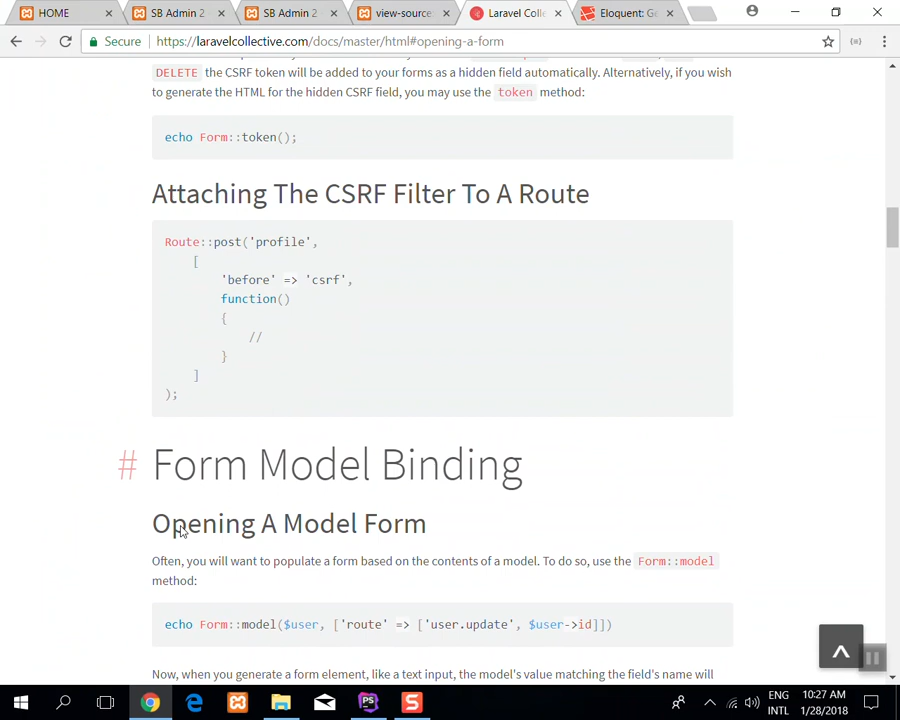 HOME
SB Admin 2
SB Admin 2
view-source
Laravel Colle
Eloquent: Ge
Secure
https://laravelcollective.com/docs/master/html#opening-a-form
DELETE the CSRF token will be added to your forms as a hidden field automatically. Alternatively, if you wish
to generate the HTML for the hidden CSRF field, you may use the token method:
echo Form::token();
Attaching The CSRF Filter To A Route
Route::post('profile',
[
'before' => 'csrf',
function()
{
//
}
]
);
# Form Model Binding
Opening A Model Form
Often, you will want to populate a form based on the contents of a model. To do so, use the Form::model
method:
echo Form::model($user, ['route' => ['user.update', $user->id]])
Now, when you generate a form element, like a text input, the model's value matching the field's name will
ENG
INTL
10:27 AM
1/28/2018